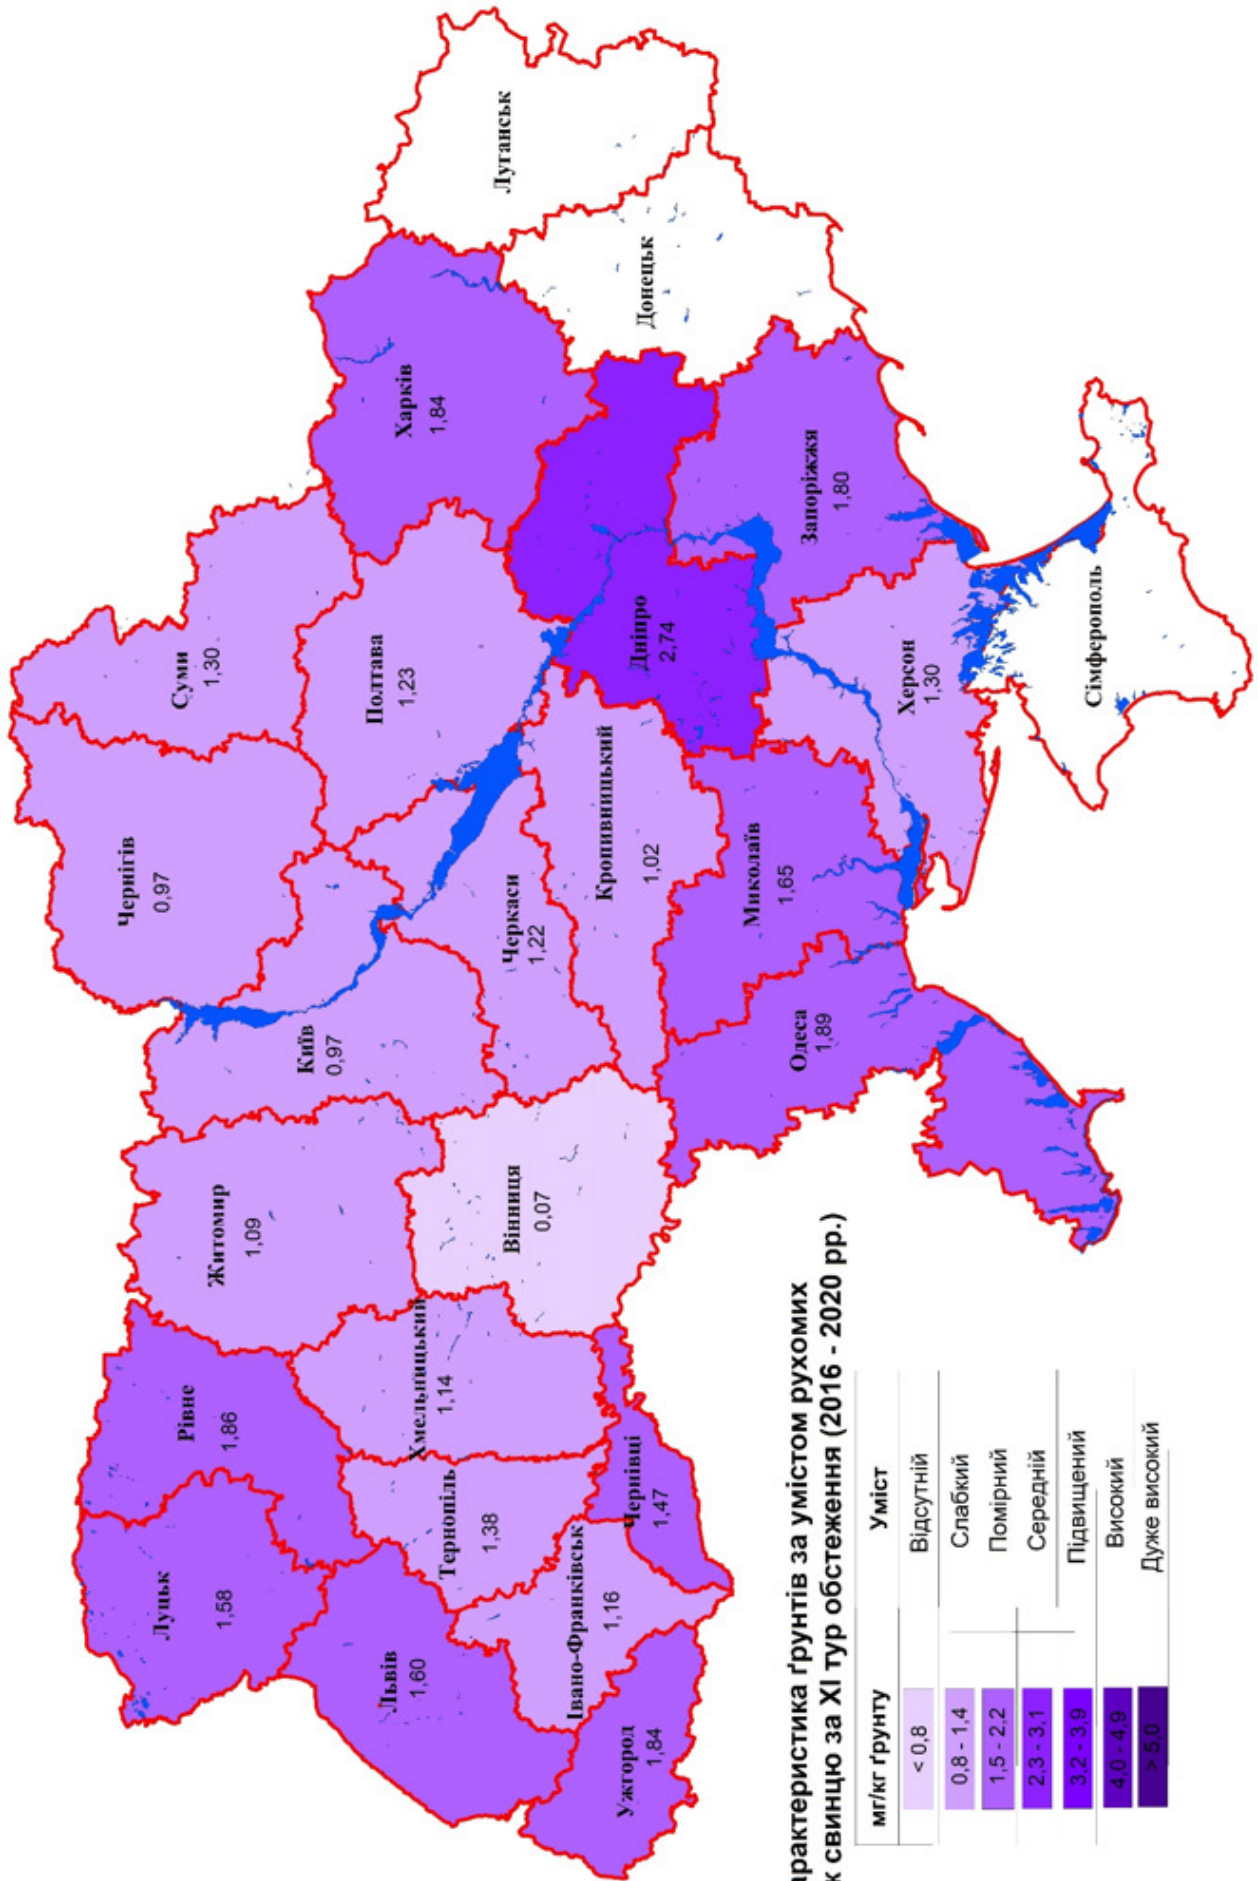 Луцьк
1,58
Рівне
1,86
Житомир
1,09
Київ
0,97
Чернігів
0,97
Суми
1,30
Львів
1,60
Тернопіль
1,38
Хмельницький
1,14
Вінниця
0,07
Черкаси
1,22
Полтава
1,23
Харків
1,84
Луганськ
Ужгород
1,84
Івано-Франківськ
1,16
Чернівці
1,47
Кропивницький
1,02
Дніпро
2,74
Донецьк
Одеса
1,89
Миколаїв
1,65
Херсон
1,30
Запоріжжя
1,80
Сімферополь
арактеристика ґрунтів за умістом рухомих
к свинцю за XI тур обстеження (2016 - 2020 рр.)
мг/кг ґрунту Уміст
< 0,8 Відсутній
0,8 - 1,4 Слабкий
1,5 - 2,2 Помірний
2,3 - 3,1 Середній
3,2 - 3,9 Підвищений
4,0 - 4,9 Високий
> 5,0 Дуже високий